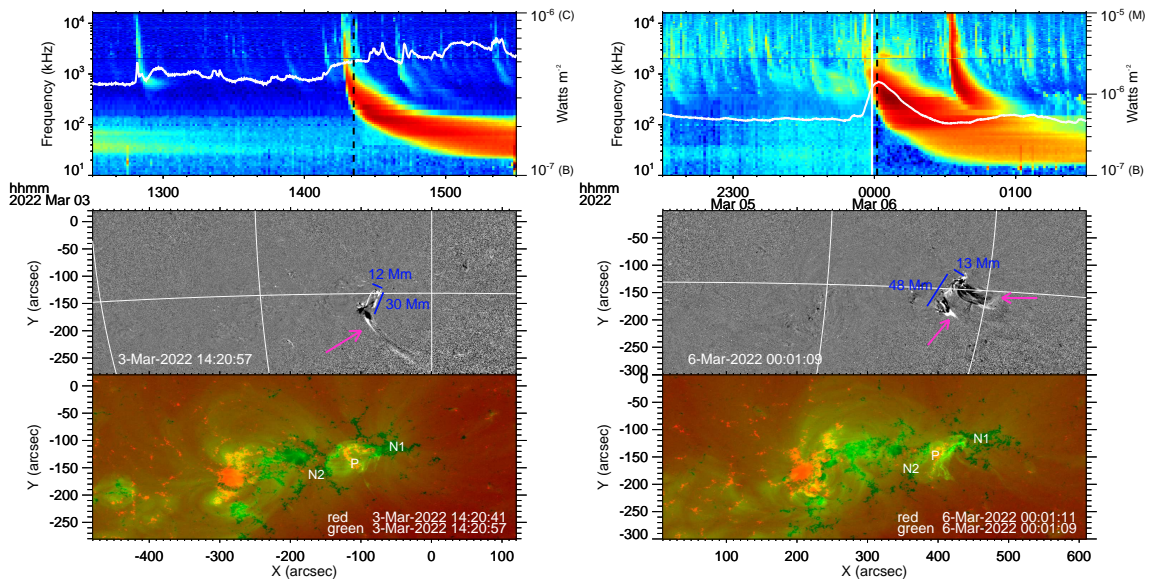 10⁴
10³
10²
10¹
Frequency (kHz)
10⁻⁶ (C)
Watts m⁻²
10⁻⁷ (B)
1300
1400
1500
hhmm
2022 Mar 03
0
-50
-100
-150
-200
-250
Y (arcsec)
12 Mm
30 Mm
3-Mar-2022 14:20:57
0
-50
-100
-150
-200
-250
Y (arcsec)
N1
P
N2
red 3-Mar-2022 14:20:41
green 3-Mar-2022 14:20:57
-400
-300
-200
-100
0
100
X (arcsec)
10⁴
10³
10²
10¹
Frequency (kHz)
10⁻⁵ (M)
10⁻⁶
Watts m⁻²
10⁻⁷ (B)
2300
0000
0100
hhmm
2022
Mar 05
Mar 06
0
-50
-100
-150
-200
-250
-300
Y (arcsec)
13 Mm
48 Mm
6-Mar-2022 00:01:09
0
-50
-100
-150
-200
-250
-300
Y (arcsec)
N1
P
N2
red 6-Mar-2022 00:01:11
green 6-Mar-2022 00:01:09
100
200
300
400
500
600
X (arcsec)